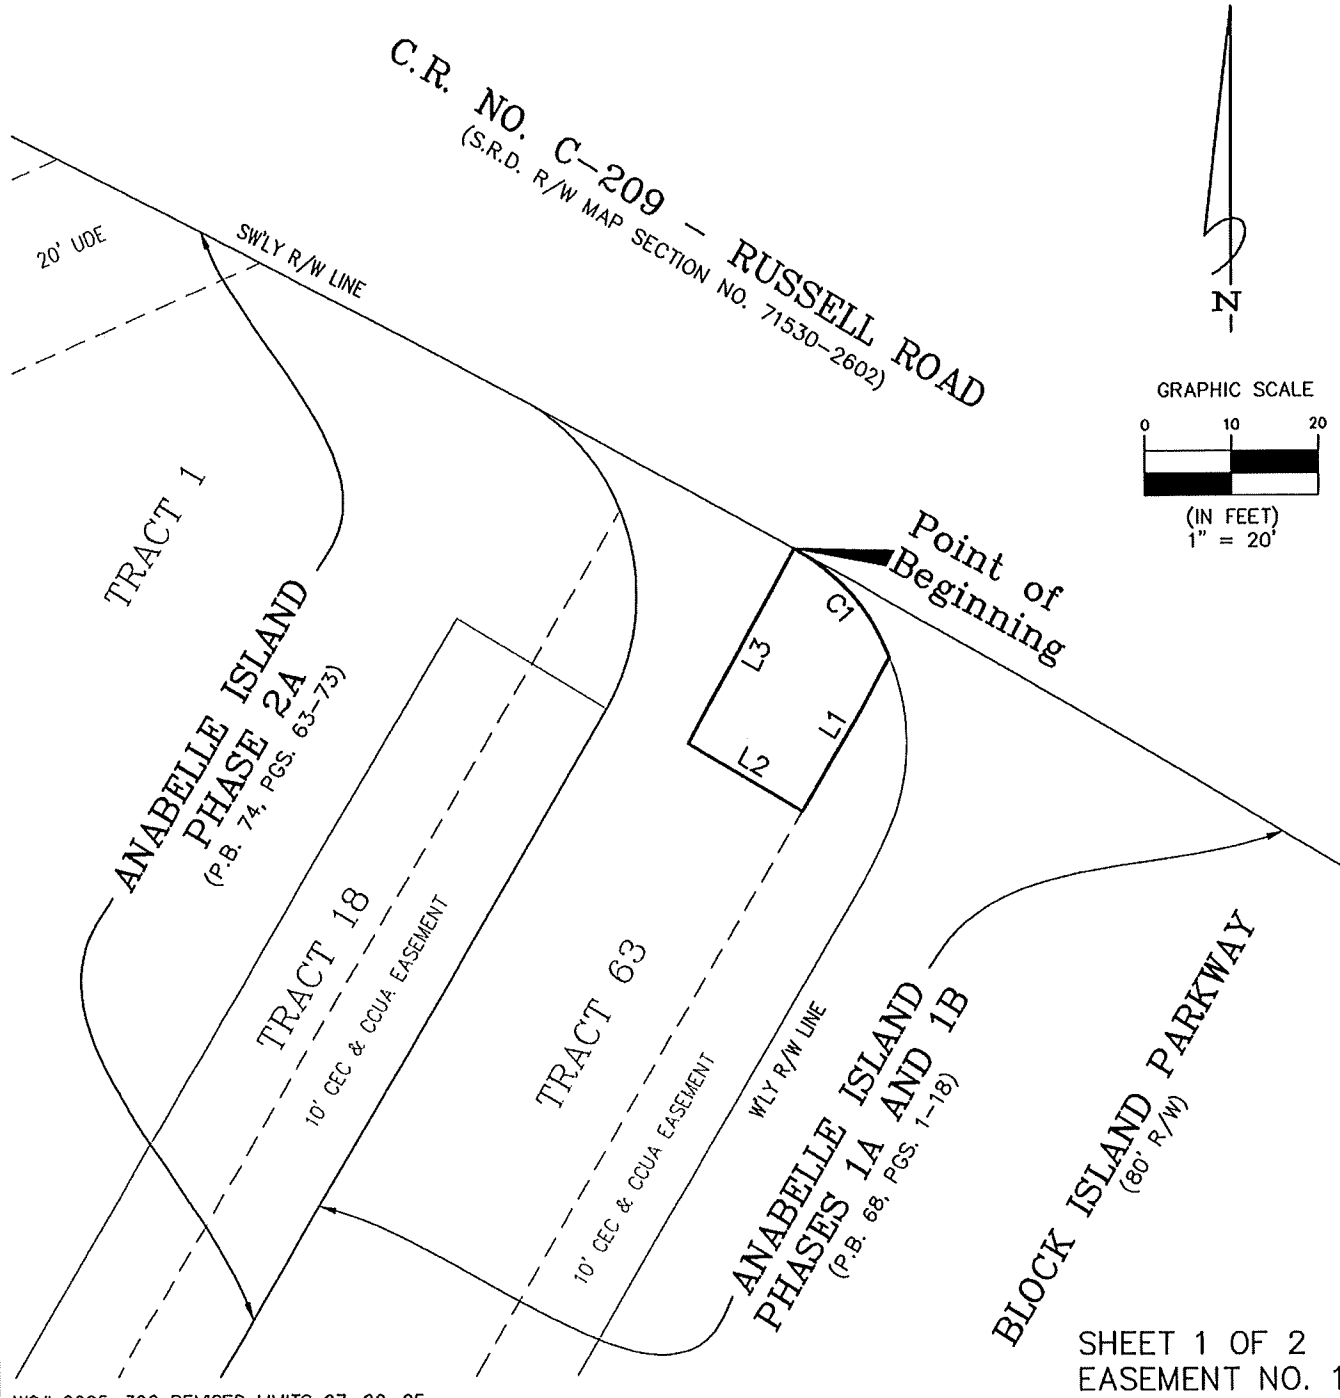 C.R. NO. C-209 - RUSSELL ROAD
(S.R.D. R/W MAP SECTION NO. 71530-2602)
N
20' UDE
SW'LY R/W LINE
GRAPHIC SCALE
0 10 20
(IN FEET)
1" = 20'
TRACT 1
Point of
Beginning
C1
L3
L1
L2
ANABELLE ISLAND
PHASE 2A
(P.B. 74, PGS. 63-73)
TRACT 18
10' CEC & CCUA EASEMENT
TRACT 63
10' CEC & CCUA EASEMENT
W'LY R/W LINE
ANABELLE ISLAND
PHASES 1A AND 1B
(P.B. 68, PGS. 1-18)
BLOCK ISLAND PARKWAY
(80' R/W)
SHEET 1 OF 2
EASEMENT NO. 1